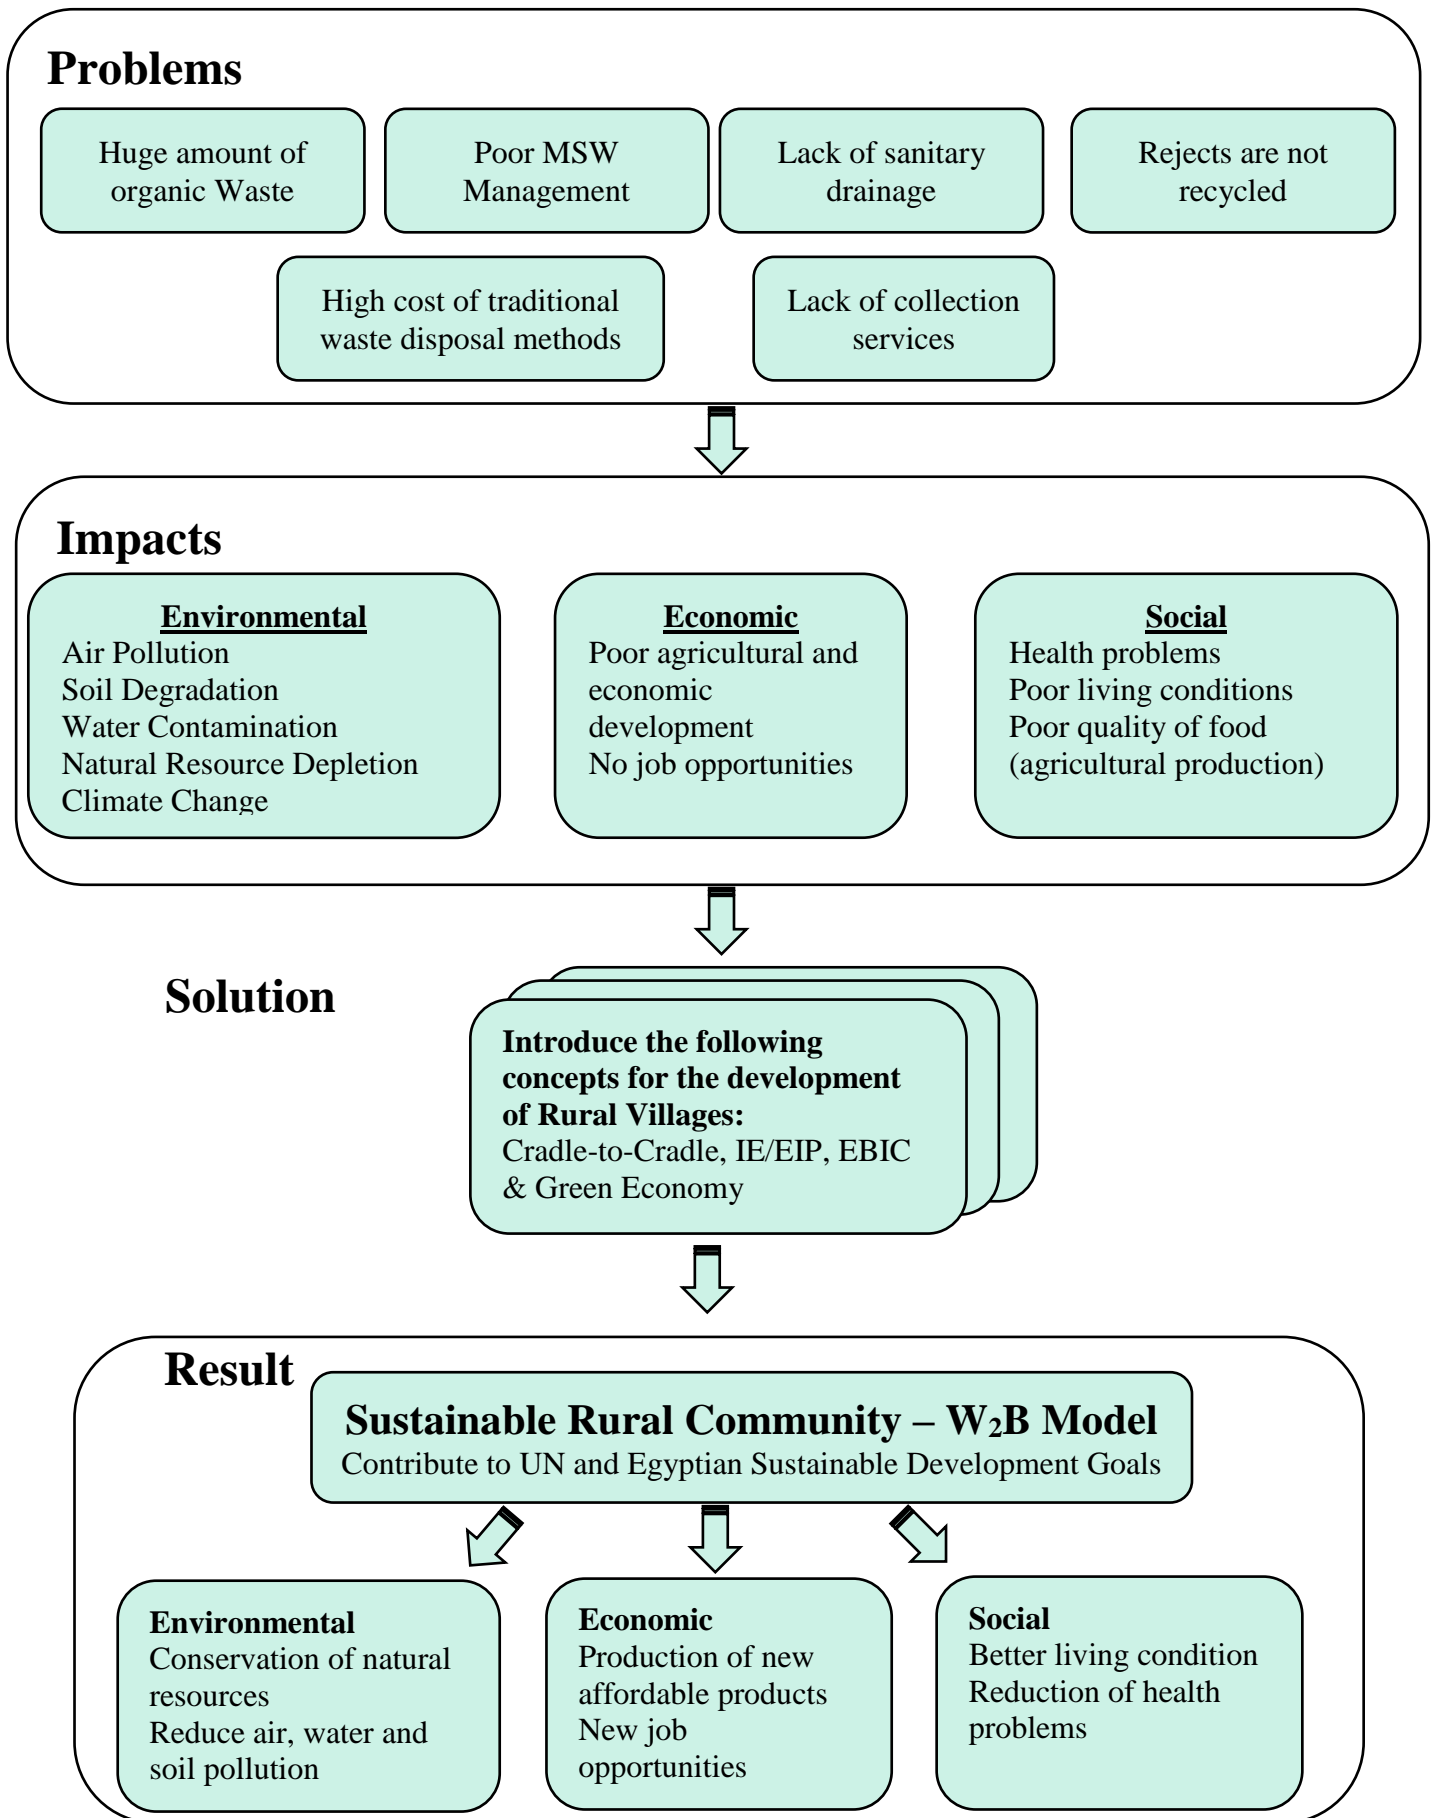 Problems
Huge amount of
organic Waste
Poor MSW
Management
Lack of sanitary
drainage
Rejects are not
recycled
High cost of traditional
waste disposal methods
Lack of collection
services
Impacts
Environmental
Air Pollution
Soil Degradation
Water Contamination
Natural Resource Depletion
Climate Change
Economic
Poor agricultural and
economic
development
No job opportunities
Social
Health problems
Poor living conditions
Poor quality of food
(agricultural production)
Solution
Introduce the following
concepts for the development
of Rural Villages:
Cradle-to-Cradle, IE/EIP, EBIC
& Green Economy
Result
Sustainable Rural Community – W₂B Model
Contribute to UN and Egyptian Sustainable Development Goals
Environmental
Conservation of natural
resources
Reduce air, water and
soil pollution
Economic
Production of new
affordable products
New job
opportunities
Social
Better living condition
Reduction of health
problems